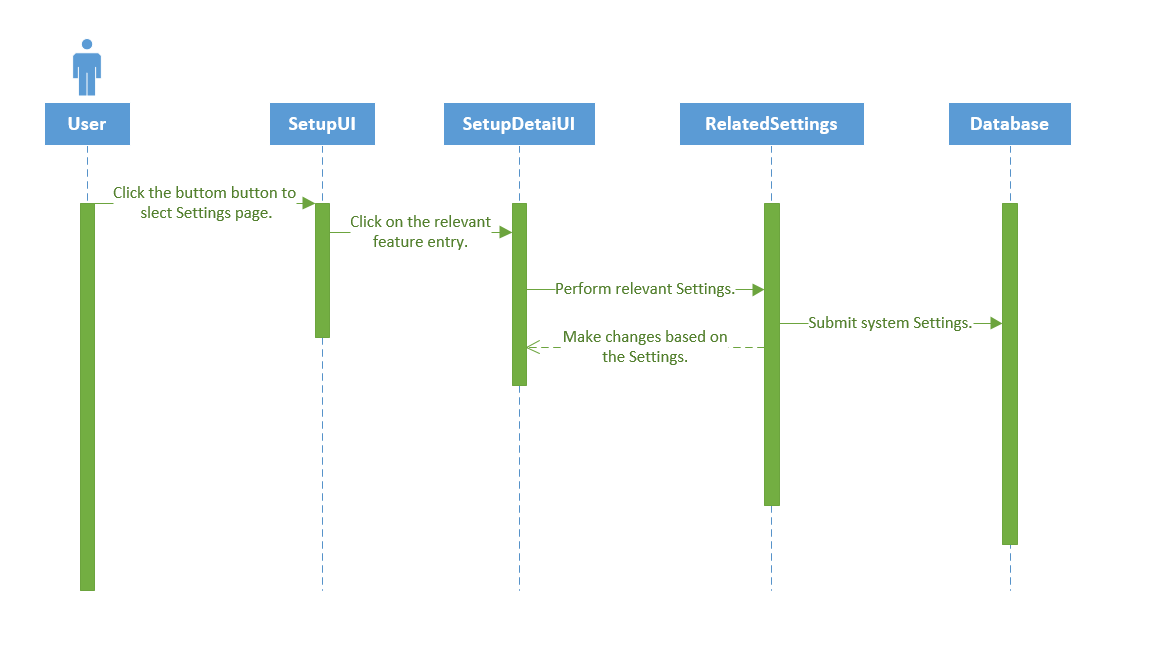 User
SetupUI
SetupDetaiUI
RelatedSettings
Database
Click the buttom button to
slect Settings page.
Click on the relevant
feature entry.
Perform relevant Settings.
Submit system Settings.
Make changes based on
the Settings.